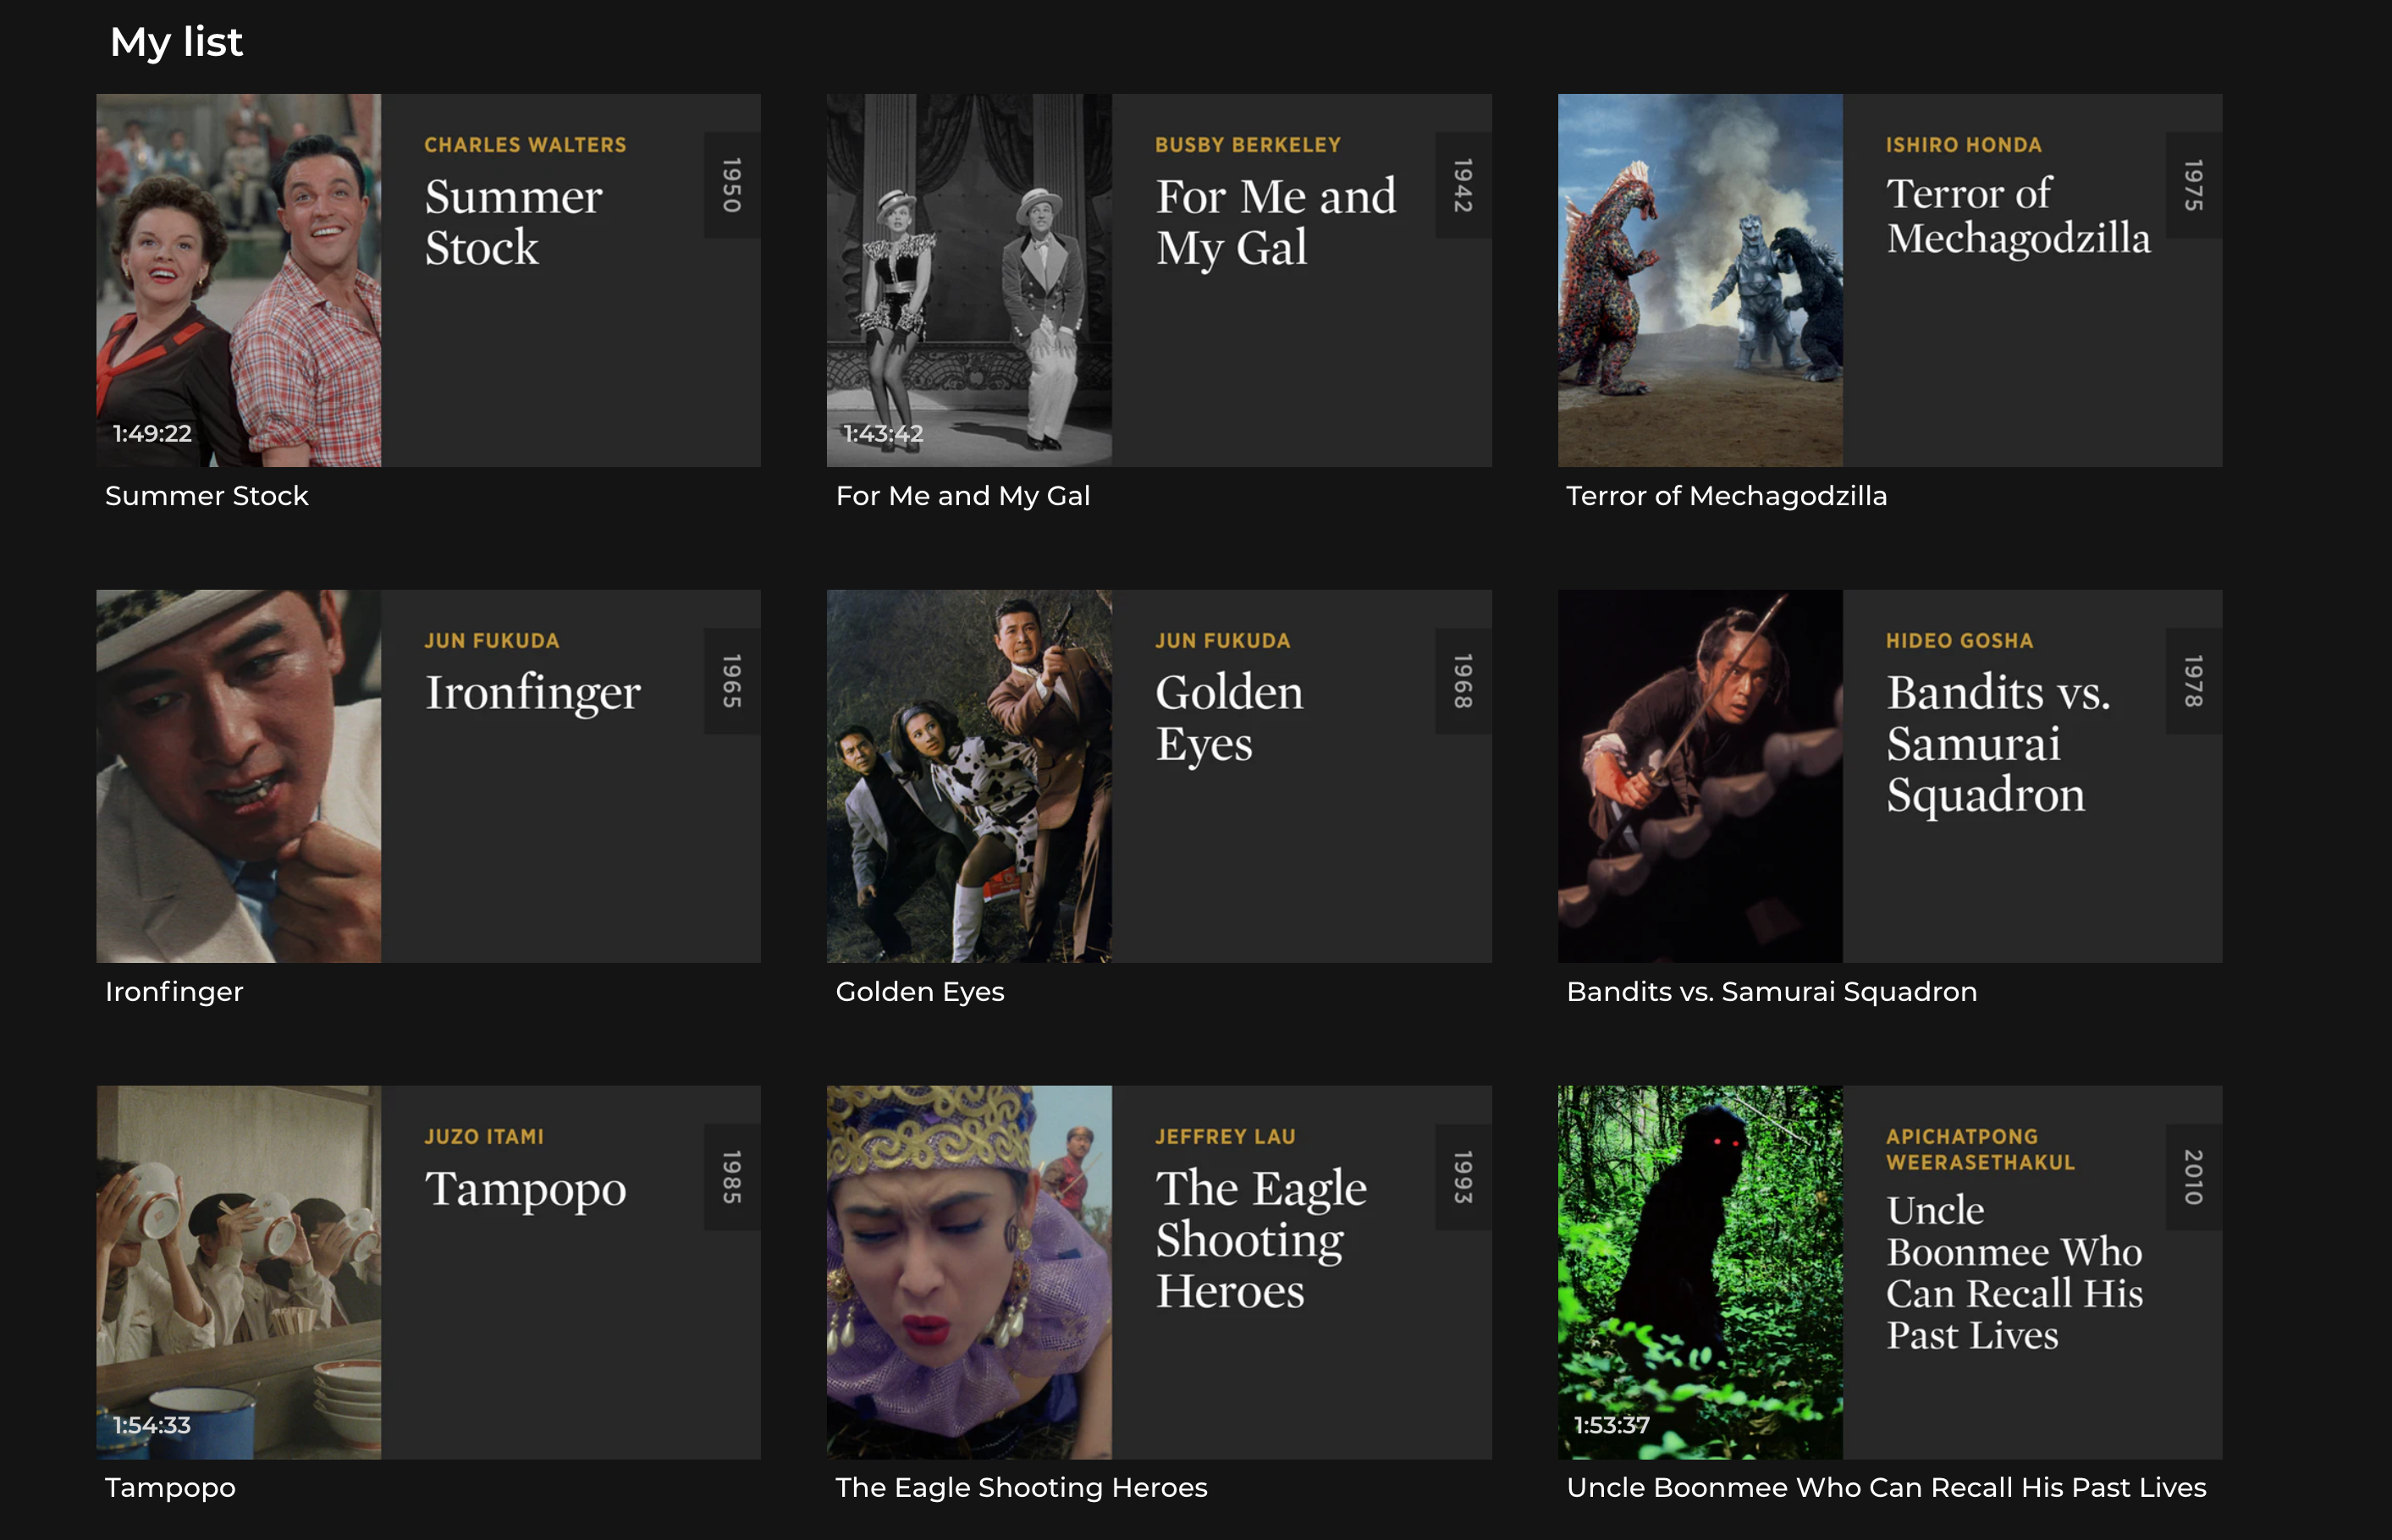 My list
CHARLES WALTERS
Summer
Stock
1950
1:49:22
Summer Stock
BUSBY BERKELEY
For Me and
My Gal
1942
1:43:42
For Me and My Gal
ISHIRO HONDA
Terror of
Mechagodzilla
1975
Terror of Mechagodzilla
JUN FUKUDA
Ironfinger
1965
Ironfinger
JUN FUKUDA
Golden
Eyes
1968
Golden Eyes
HIDEO GOSHA
Bandits vs.
Samurai
Squadron
1978
Bandits vs. Samurai Squadron
JUZO ITAMI
Tampopo
1985
1:54:33
Tampopo
JEFFREY LAU
The Eagle
Shooting
Heroes
1993
The Eagle Shooting Heroes
APICHATPONG
WEERASETHAKUL
Uncle
Boonmee Who
Can Recall His
Past Lives
2010
1:53:37
Uncle Boonmee Who Can Recall His Past Lives